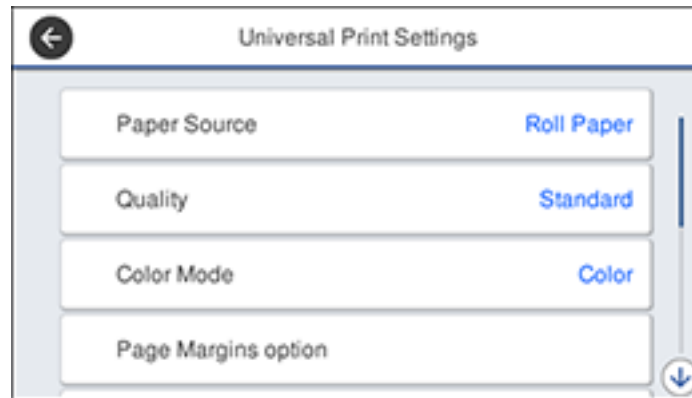 Universal Print Settings
Paper Source Roll Paper
Quality Standard
Color Mode Color
Page Margins option